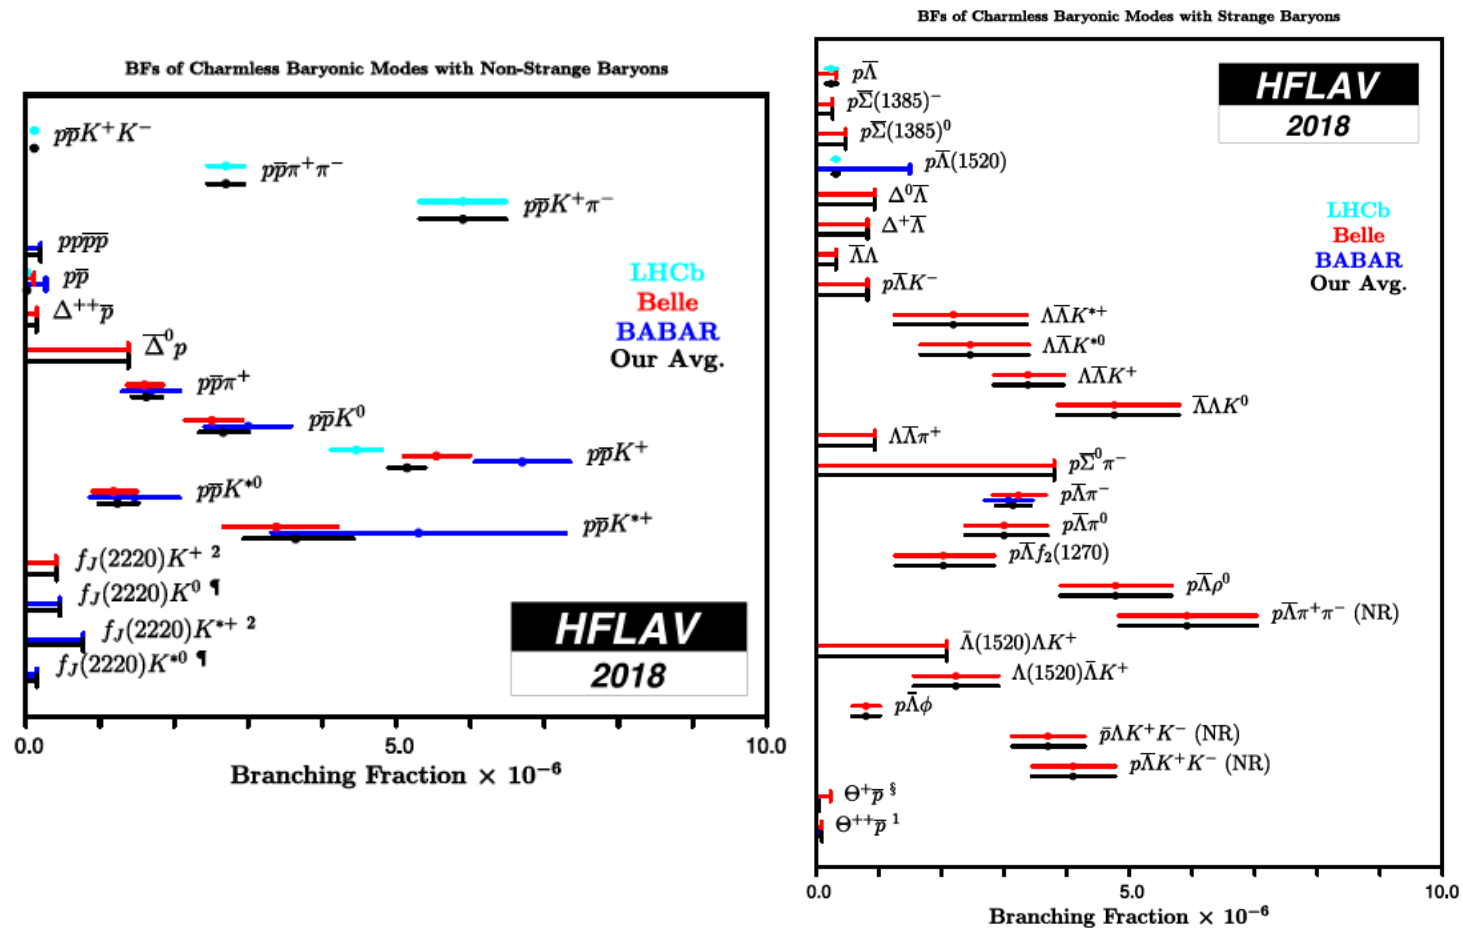 BFs of Charmless Baryonic Modes with Non-Strange Baryons
pp̅K⁺K⁻
pp̅π⁺π⁻
pp̅K⁺π⁻
ppp̅p̅
pp̅
Δ⁺⁺p̅
Δ̅⁰p
pp̅π⁺
pp̅K⁰
pp̅K⁺
pp̅K*⁰
pp̅K*⁺
f_J(2220)K⁺ ²
f_J(2220)K⁰ ¶
f_J(2220)K*⁺ ²
f_J(2220)K*⁰ ¶
LHCb
Belle
BABAR
Our Avg.
HFLAV
2018
0.0 5.0 10.0
Branching Fraction × 10⁻⁶
BFs of Charmless Baryonic Modes with Strange Baryons
HFLAV
2018
pΛ̅
pΣ̅(1385)⁻
pΣ̅(1385)⁰
pΛ̅(1520)
Δ⁰Λ̅
Δ⁺Λ̅
Λ̅Λ
pΛ̅K⁻
ΛΛ̅K*⁺
ΛΛ̅K*⁰
ΛΛ̅K⁺
Λ̅ΛK⁰
ΛΛ̅π⁺
pΣ̅⁰π⁻
pΛ̅π⁻
pΛ̅π⁰
pΛ̅f₂(1270)
pΛ̅ρ⁰
pΛ̅π⁺π⁻ (NR)
Λ̅(1520)ΛK⁺
Λ(1520)Λ̅K⁺
pΛ̅ϕ
p̅ΛK⁺K⁻ (NR)
pΛ̅K⁺K⁻ (NR)
Θ⁺p̅ §
Θ⁺⁺p̅ ¹
LHCb
Belle
BABAR
Our Avg.
0.0 5.0 10.0
Branching Fraction × 10⁻⁶